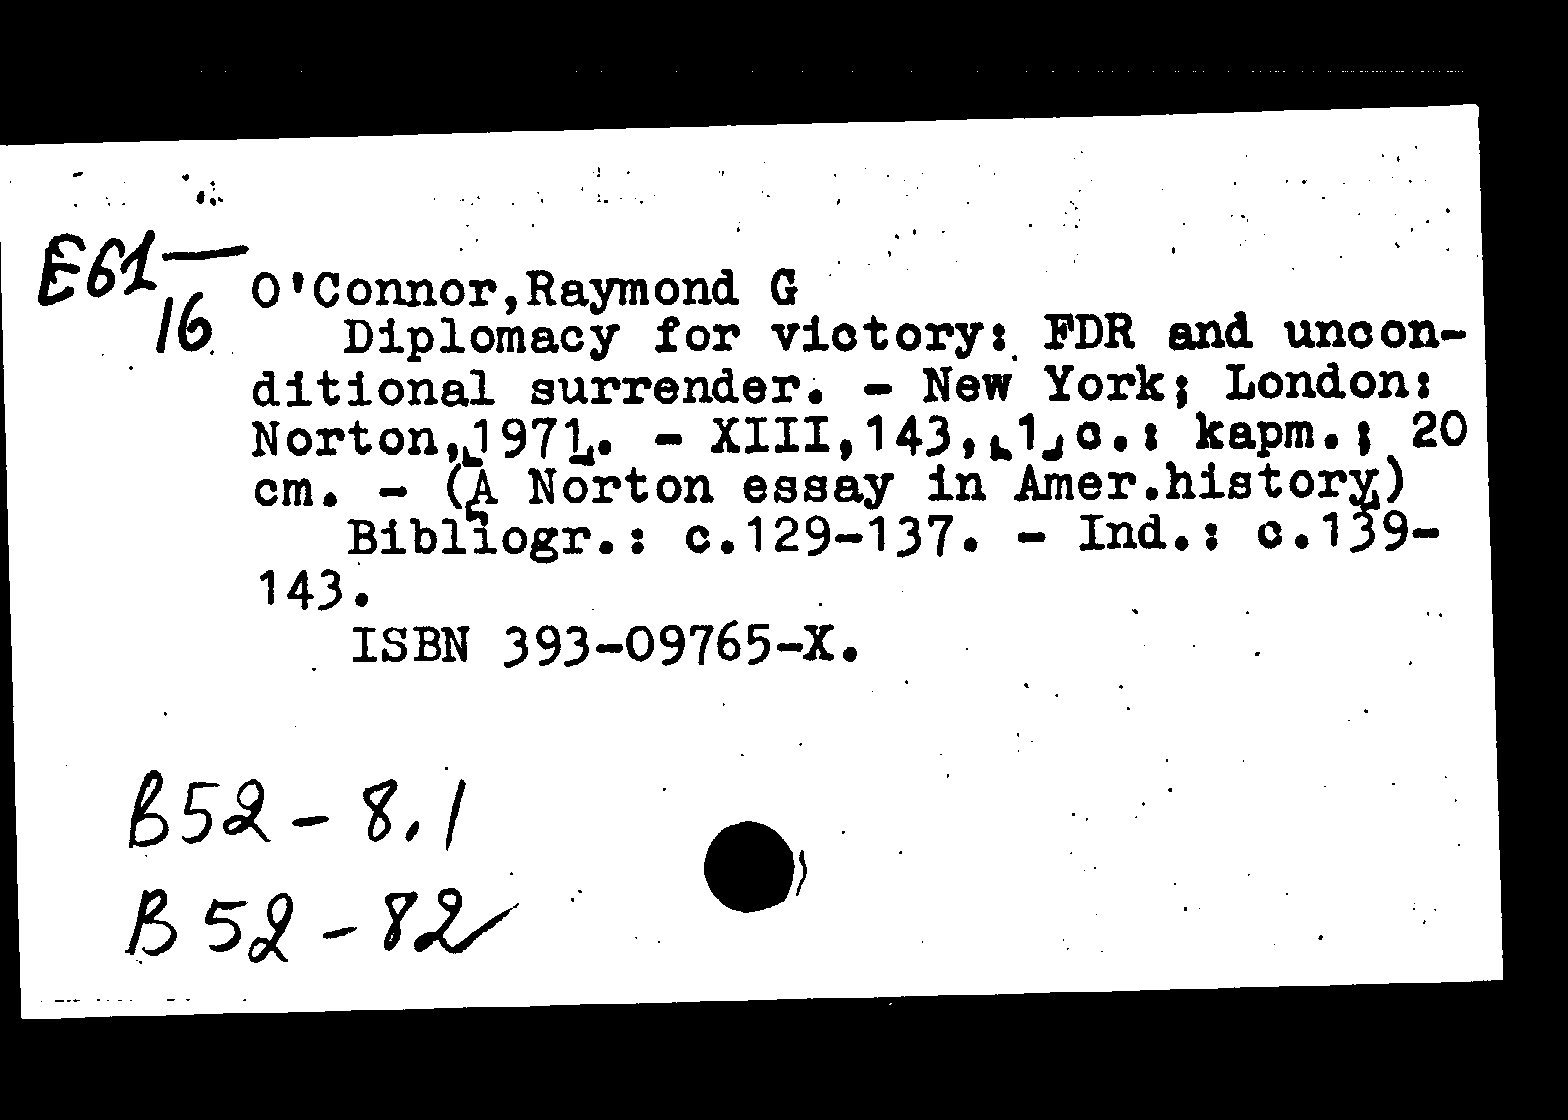 E61—
16
O'Connor,Raymond G
Diplomacy for victory: FDR and uncon-
ditional surrender. - New York; London:
Norton,[1971]. - XIII,143,[1]c.: карт.; 20
cm. - (A Norton essay in Amer.history)
Bibliogr.: c.129-137. - Ind.: c.139-
143.
ISBN 393-09765-X.
B52-8.1
B52-82